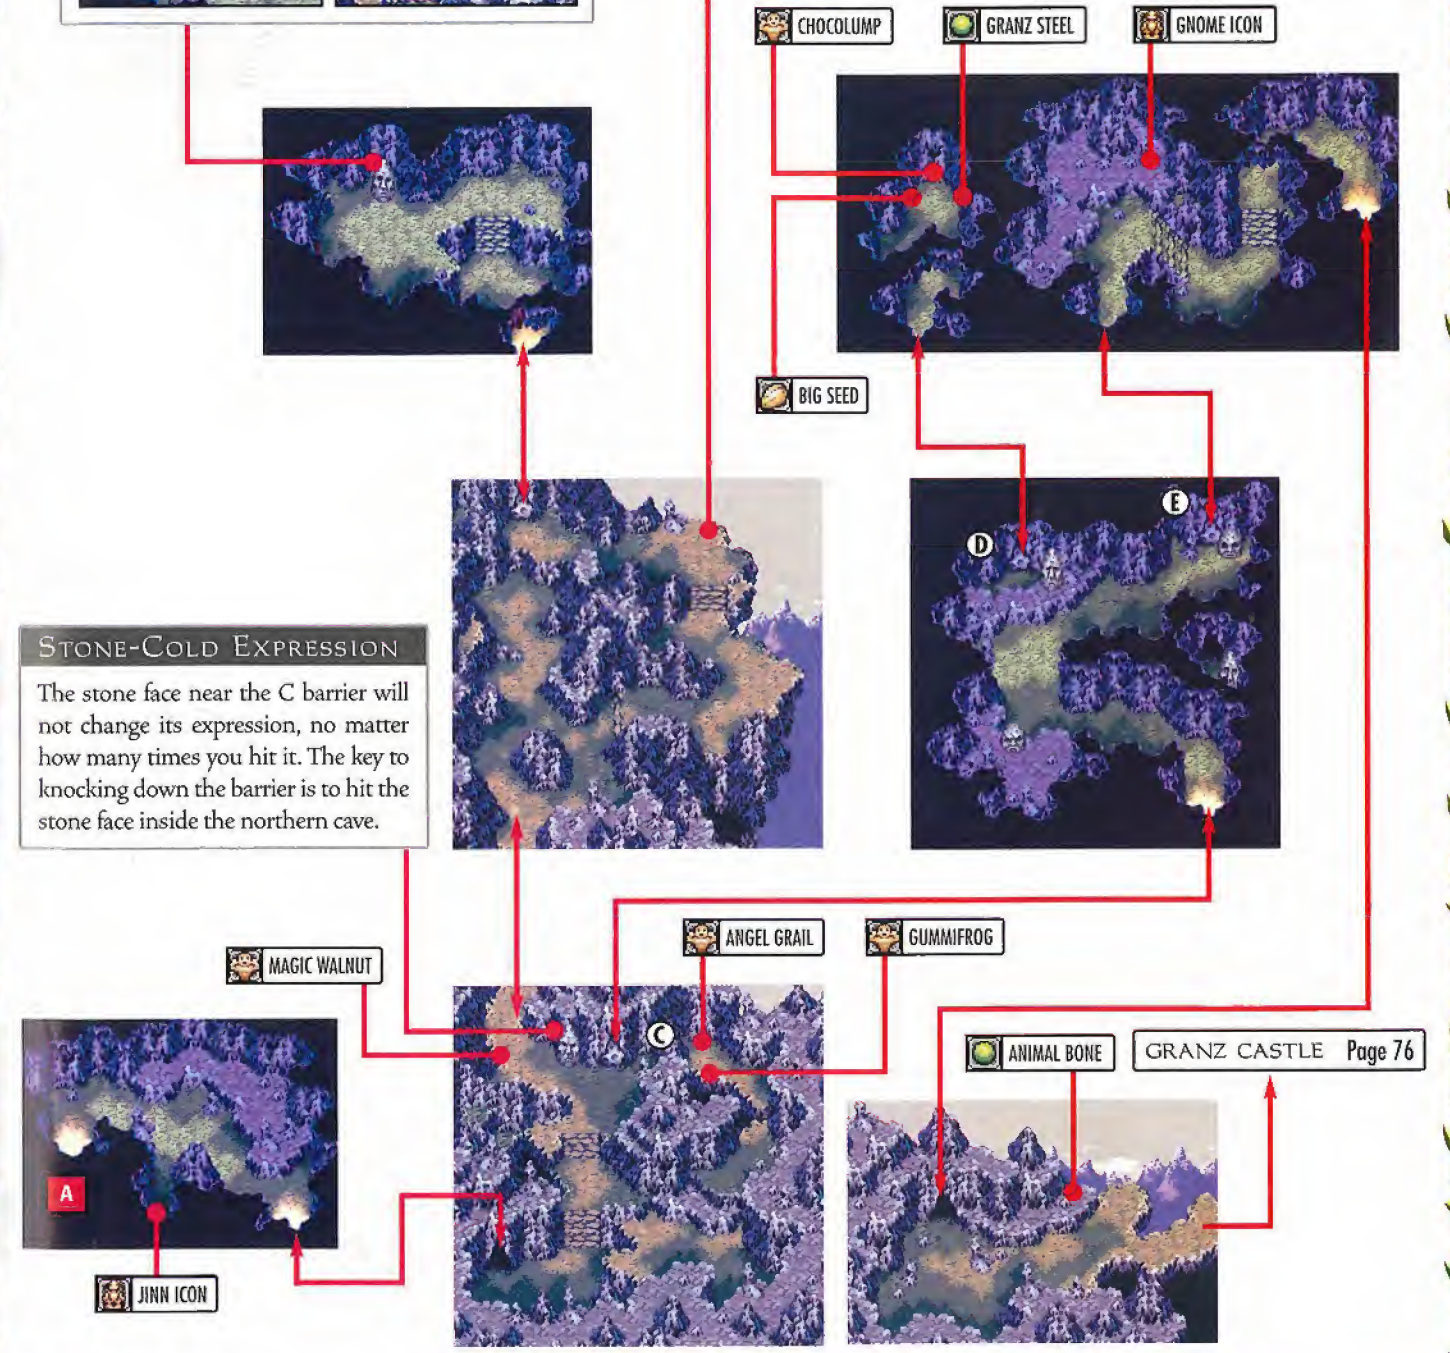 CHOCOLUMP
GRANZ STEEL
GNOME ICON
BIG SEED
E
D
STONE-COLD EXPRESSION
The stone face near the C barrier will
not change its expression, no matter
how many times you hit it. The key to
knocking down the barrier is to hit the
stone face inside the northern cave.
ANGEL GRAIL
GUMMIFROG
MAGIC WALNUT
C
ANIMAL BONE
GRANZ CASTLE Page 76
A
JINN ICON